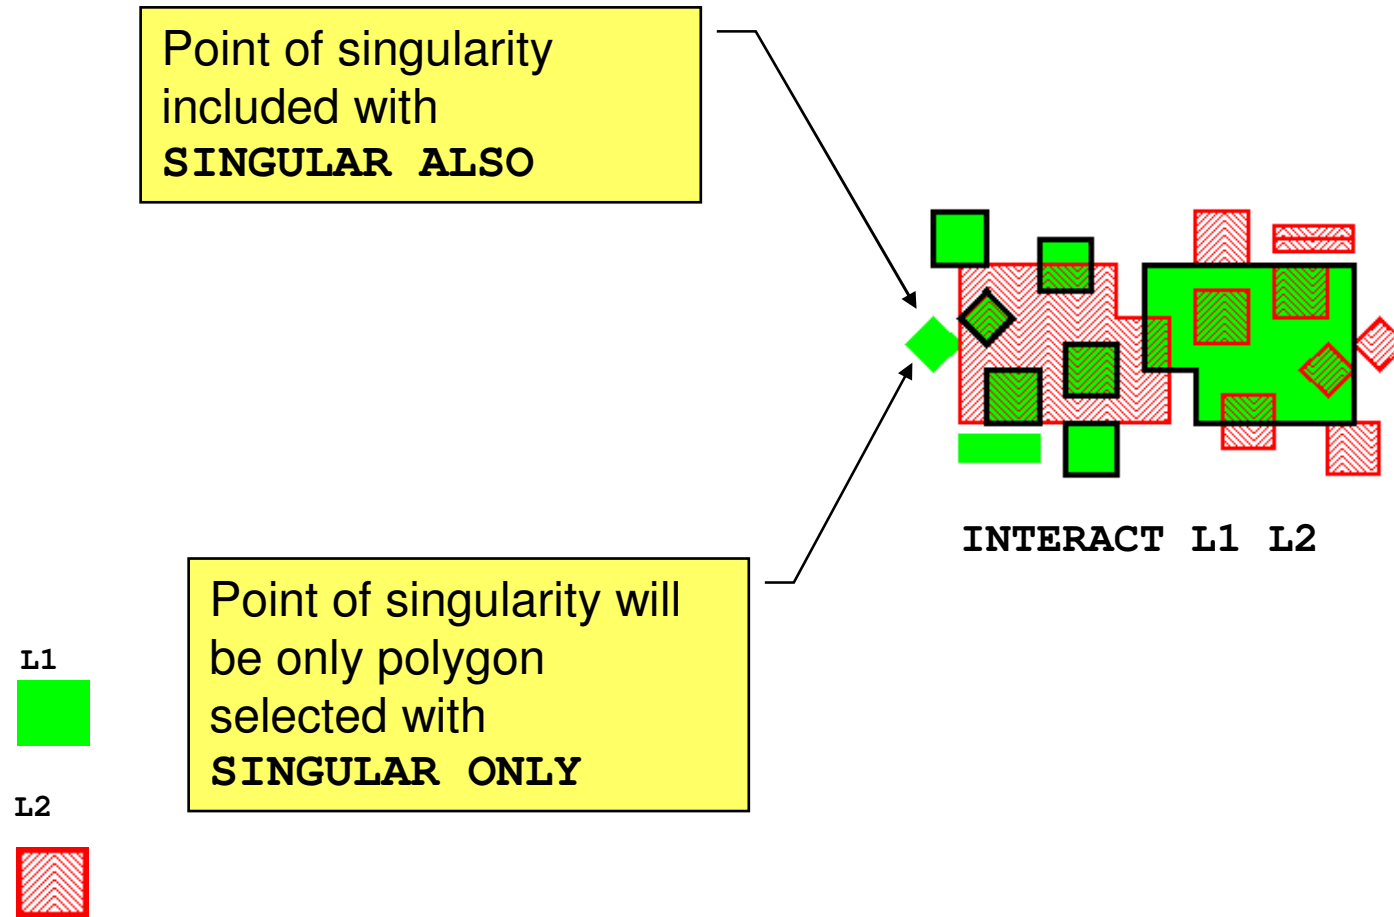 Point of singularity
included with
SINGULAR ALSO
INTERACT L1 L2
Point of singularity will
be only polygon
selected with
SINGULAR ONLY
L1
L2